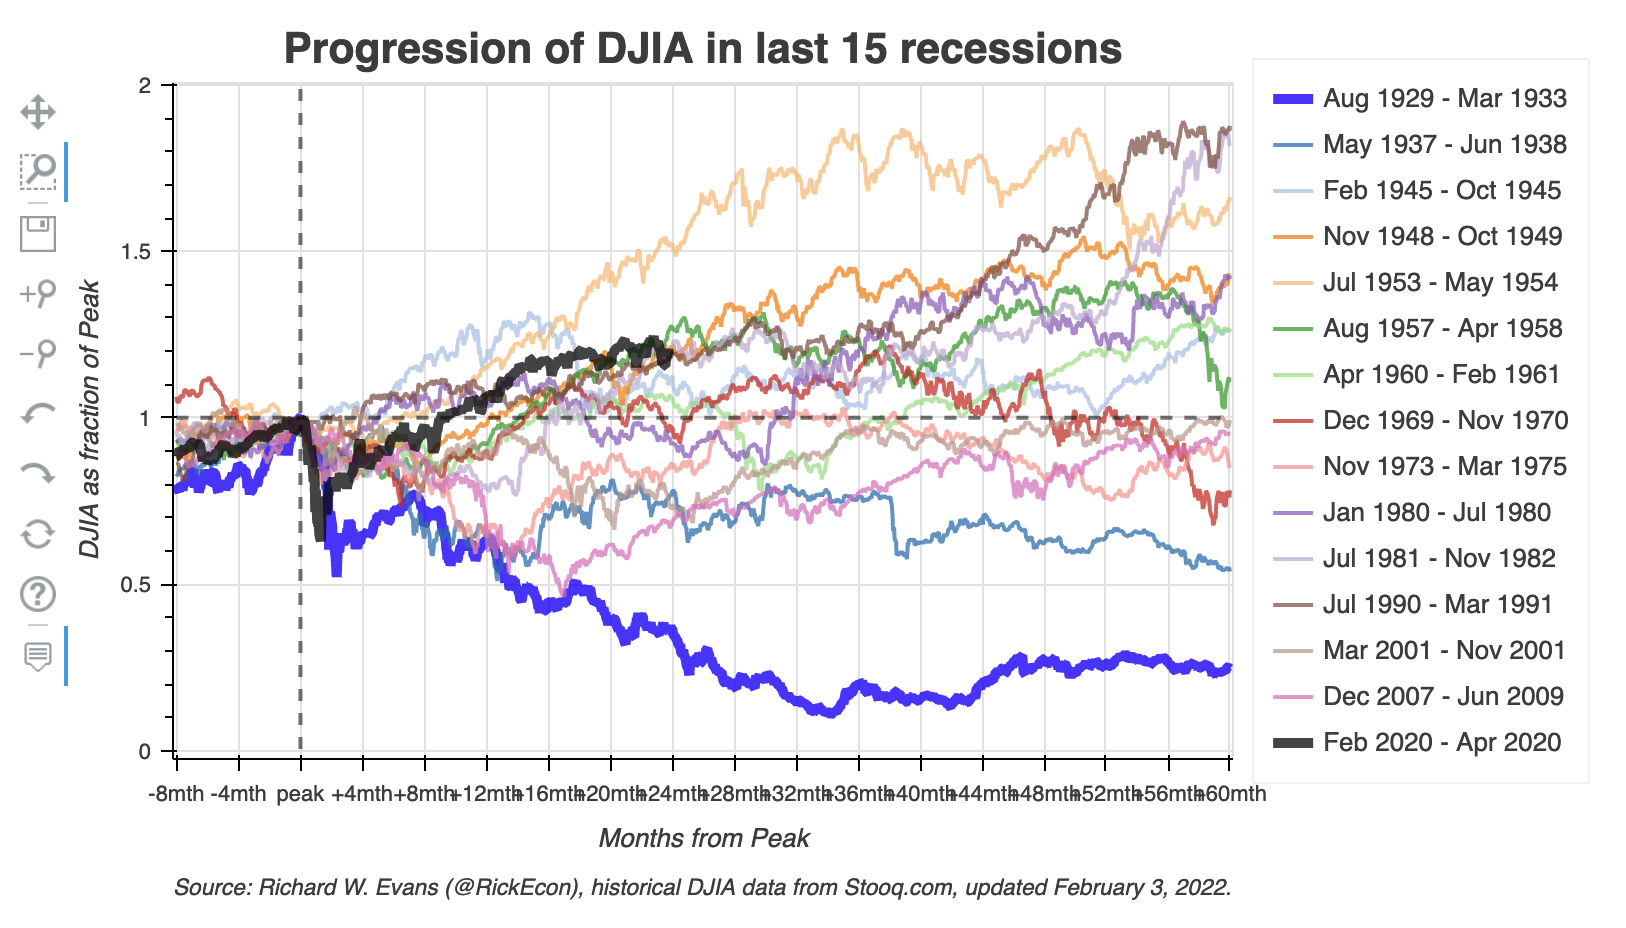 Progression of DJIA in last 15 recessions
DJIA as fraction of Peak
2
1.5
1
0.5
0
-8mth -4mth peak +4mth +8mth +12mth +16mth +20mth +24mth +28mth +32mth +36mth +40mth +44mth +48mth +52mth +56mth +60mth
Months from Peak
Source: Richard W. Evans (@RickEcon), historical DJIA data from Stooq.com, updated February 3, 2022.
Aug 1929 - Mar 1933
May 1937 - Jun 1938
Feb 1945 - Oct 1945
Nov 1948 - Oct 1949
Jul 1953 - May 1954
Aug 1957 - Apr 1958
Apr 1960 - Feb 1961
Dec 1969 - Nov 1970
Nov 1973 - Mar 1975
Jan 1980 - Jul 1980
Jul 1981 - Nov 1982
Jul 1990 - Mar 1991
Mar 2001 - Nov 2001
Dec 2007 - Jun 2009
Feb 2020 - Apr 2020